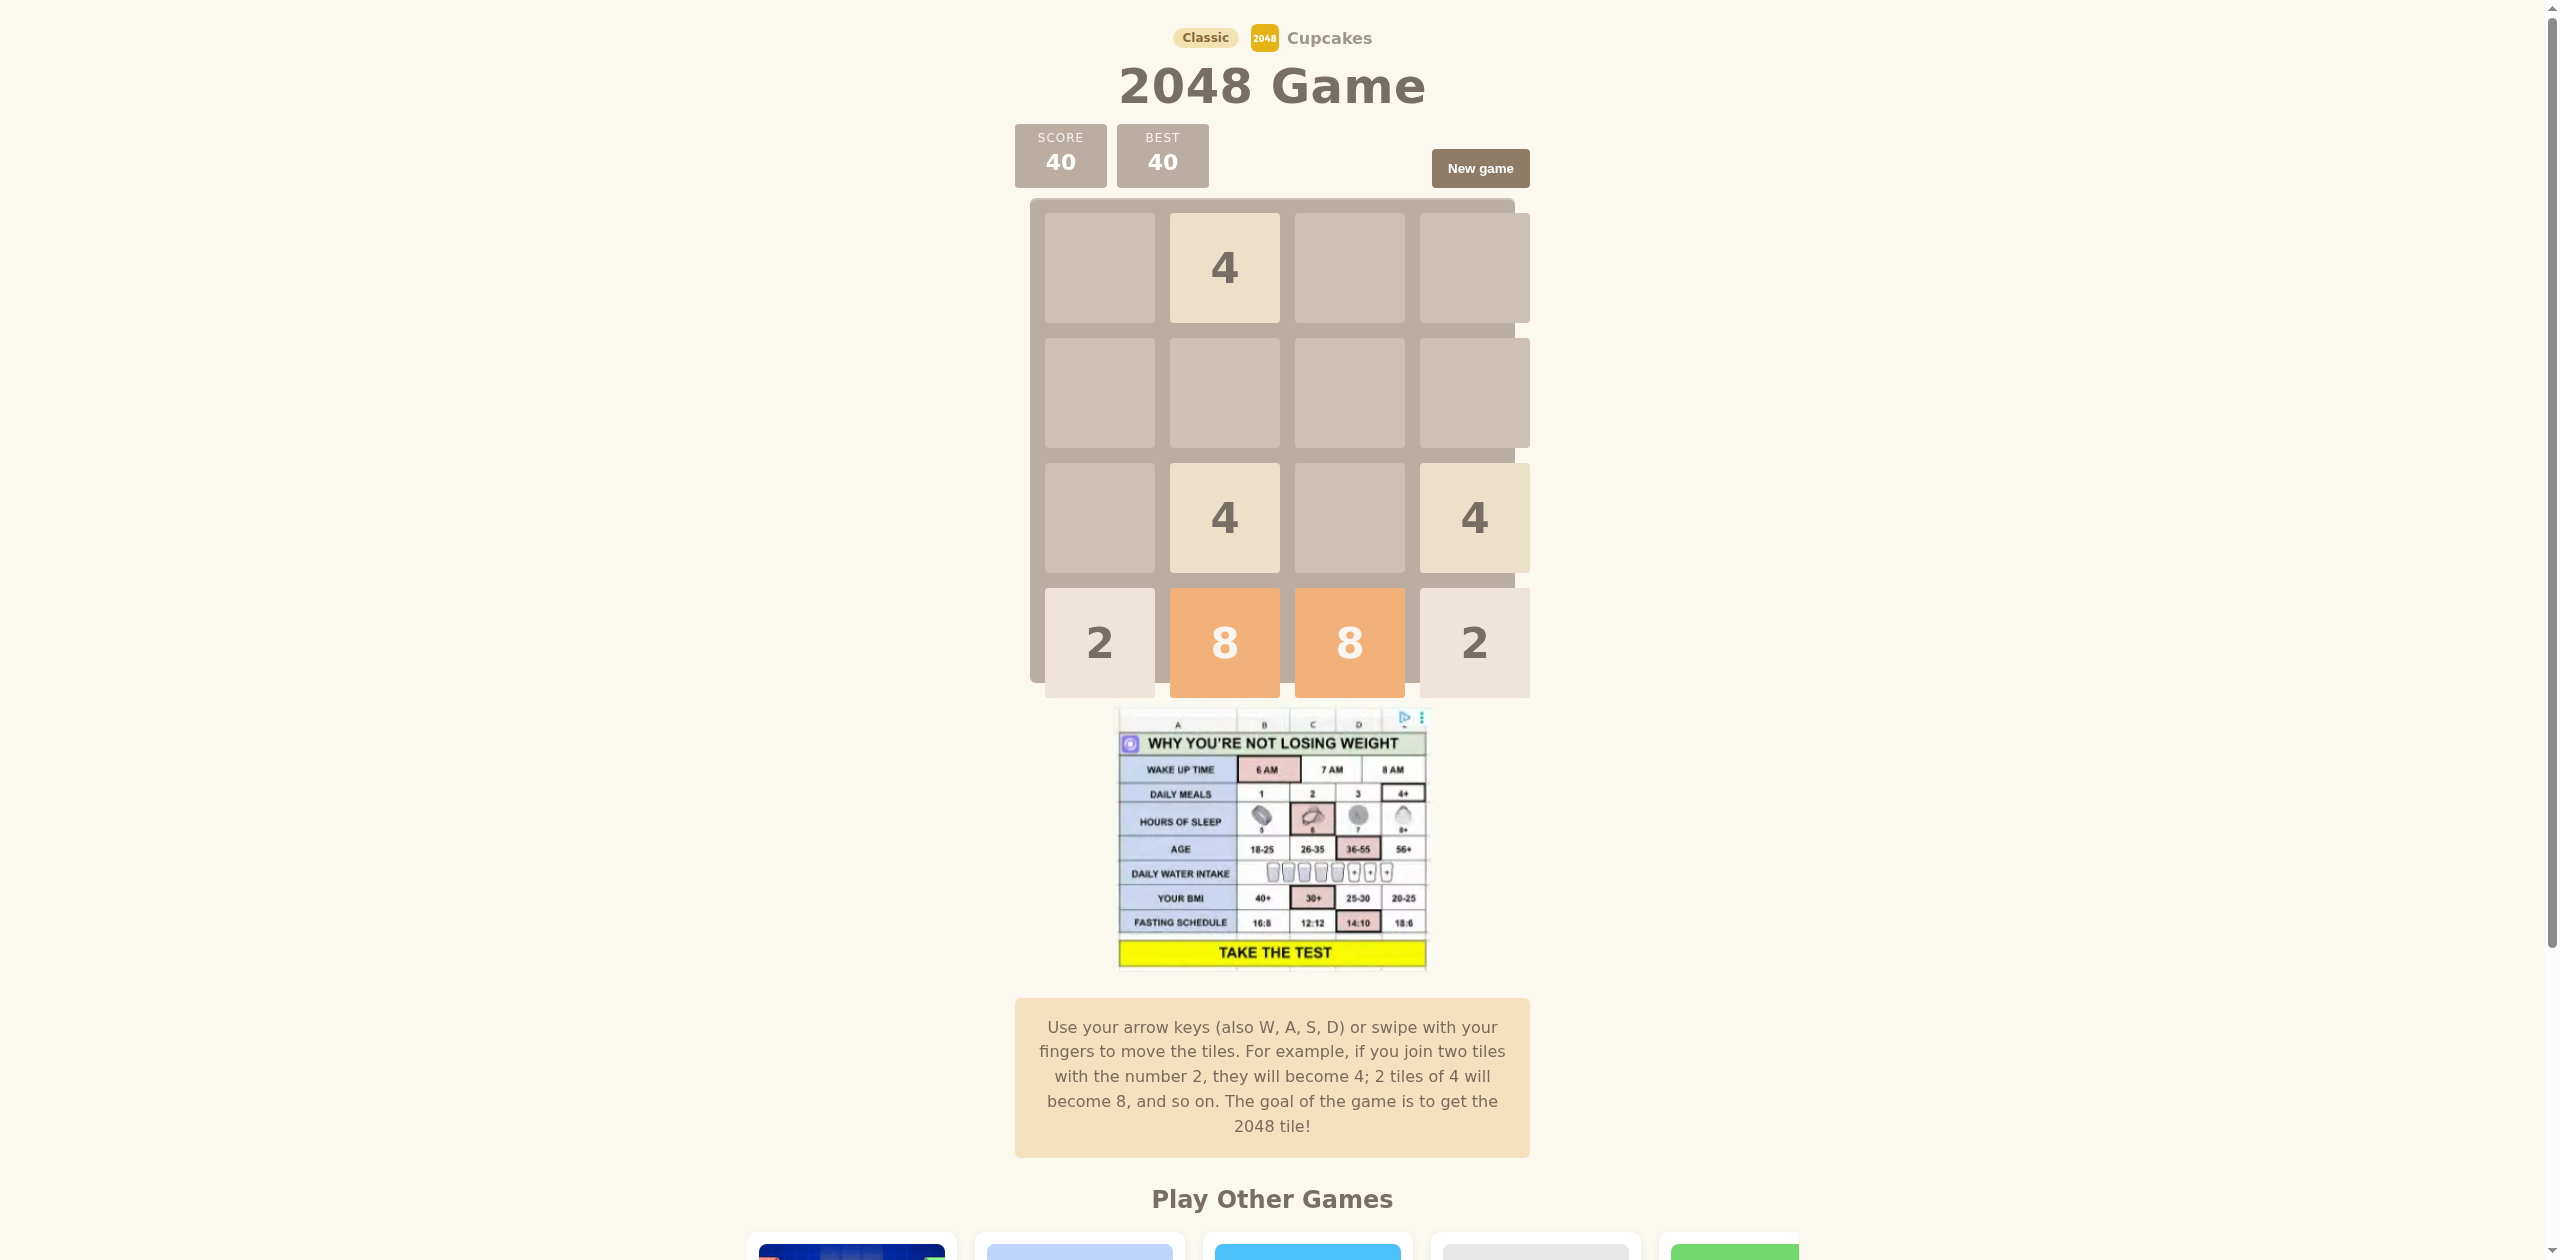 Classic 2048 Cupcakes
2048 Game
SCORE BEST
40 40
New game
4
4 4
2 8 8 2
A B C D
WHY YOU'RE NOT LOSING WEIGHT
WAKE UP TIME 6 AM 7 AM 8 AM
DAILY MEALS 1 2 3 4+
HOURS OF SLEEP 5 6 7 8+
AGE 18-25 26-35 36-55 56+
DAILY WATER INTAKE + + +
YOUR BMI 40+ 30+ 25-30 20-25
FASTING SCHEDULE 16:8 12:12 14:10 18:6
TAKE THE TEST
Use your arrow keys (also W, A, S, D) or swipe with your
fingers to move the tiles. For example, if you join two tiles
with the number 2, they will become 4; 2 tiles of 4 will
become 8, and so on. The goal of the game is to get the
2048 tile!
Play Other Games